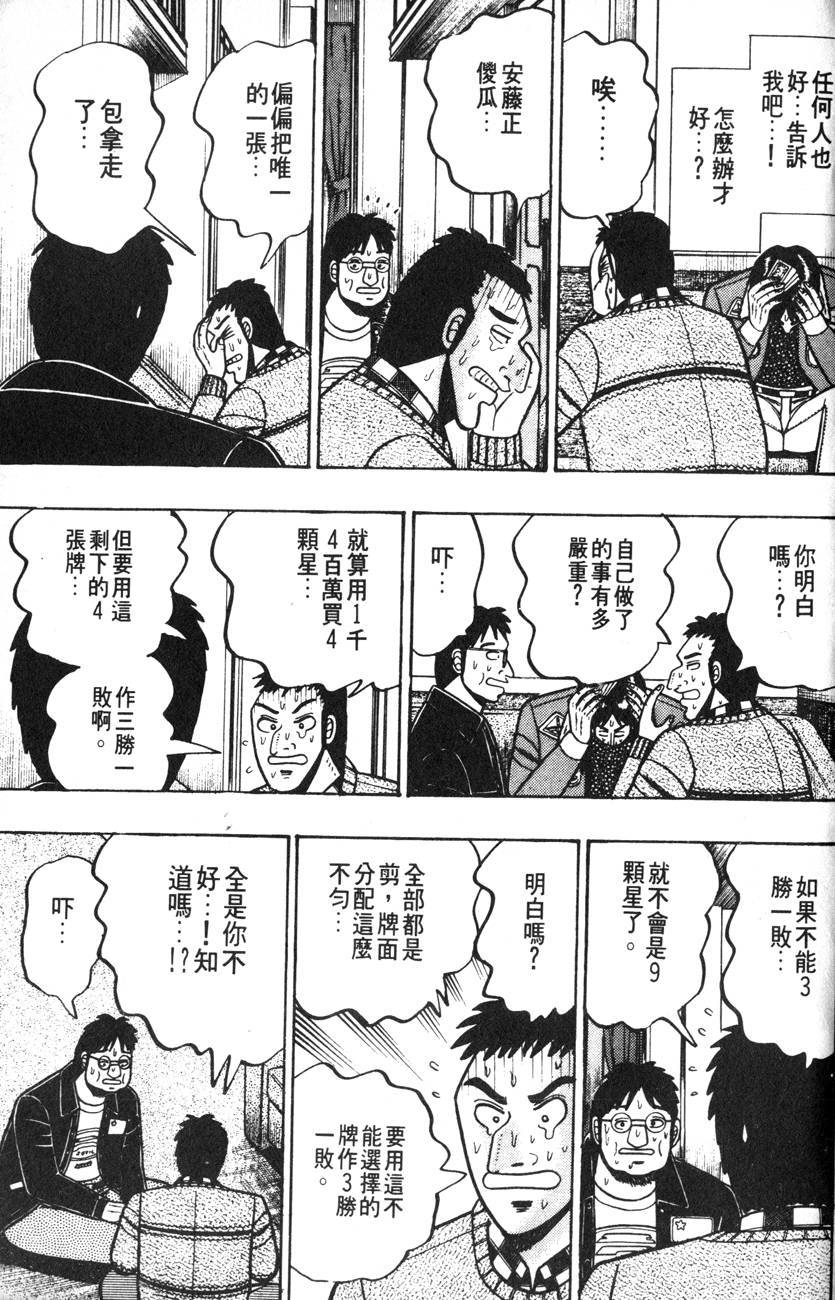 任何人也
好…告訴
我吧…！
怎麼辦才
好…？
唉……
安藤正
傻瓜…
偏偏把唯一
的一張…
包拿走
了…
你明白
嗎…？
自己做了
的事有多
嚴重？
吓…
就算用1千
4百萬買4
顆星…
但要用這
剩下的4
張牌…
作三勝一
敗啊。
如果不能3
勝一敗…
就不會是9
顆星了。
明白嗎？
全部都是
剪，牌面
分配這麼
不勻…
要用這不
能選擇的
牌作3勝
一敗。
全是你不
好…！知
道嗎…!?
吓…